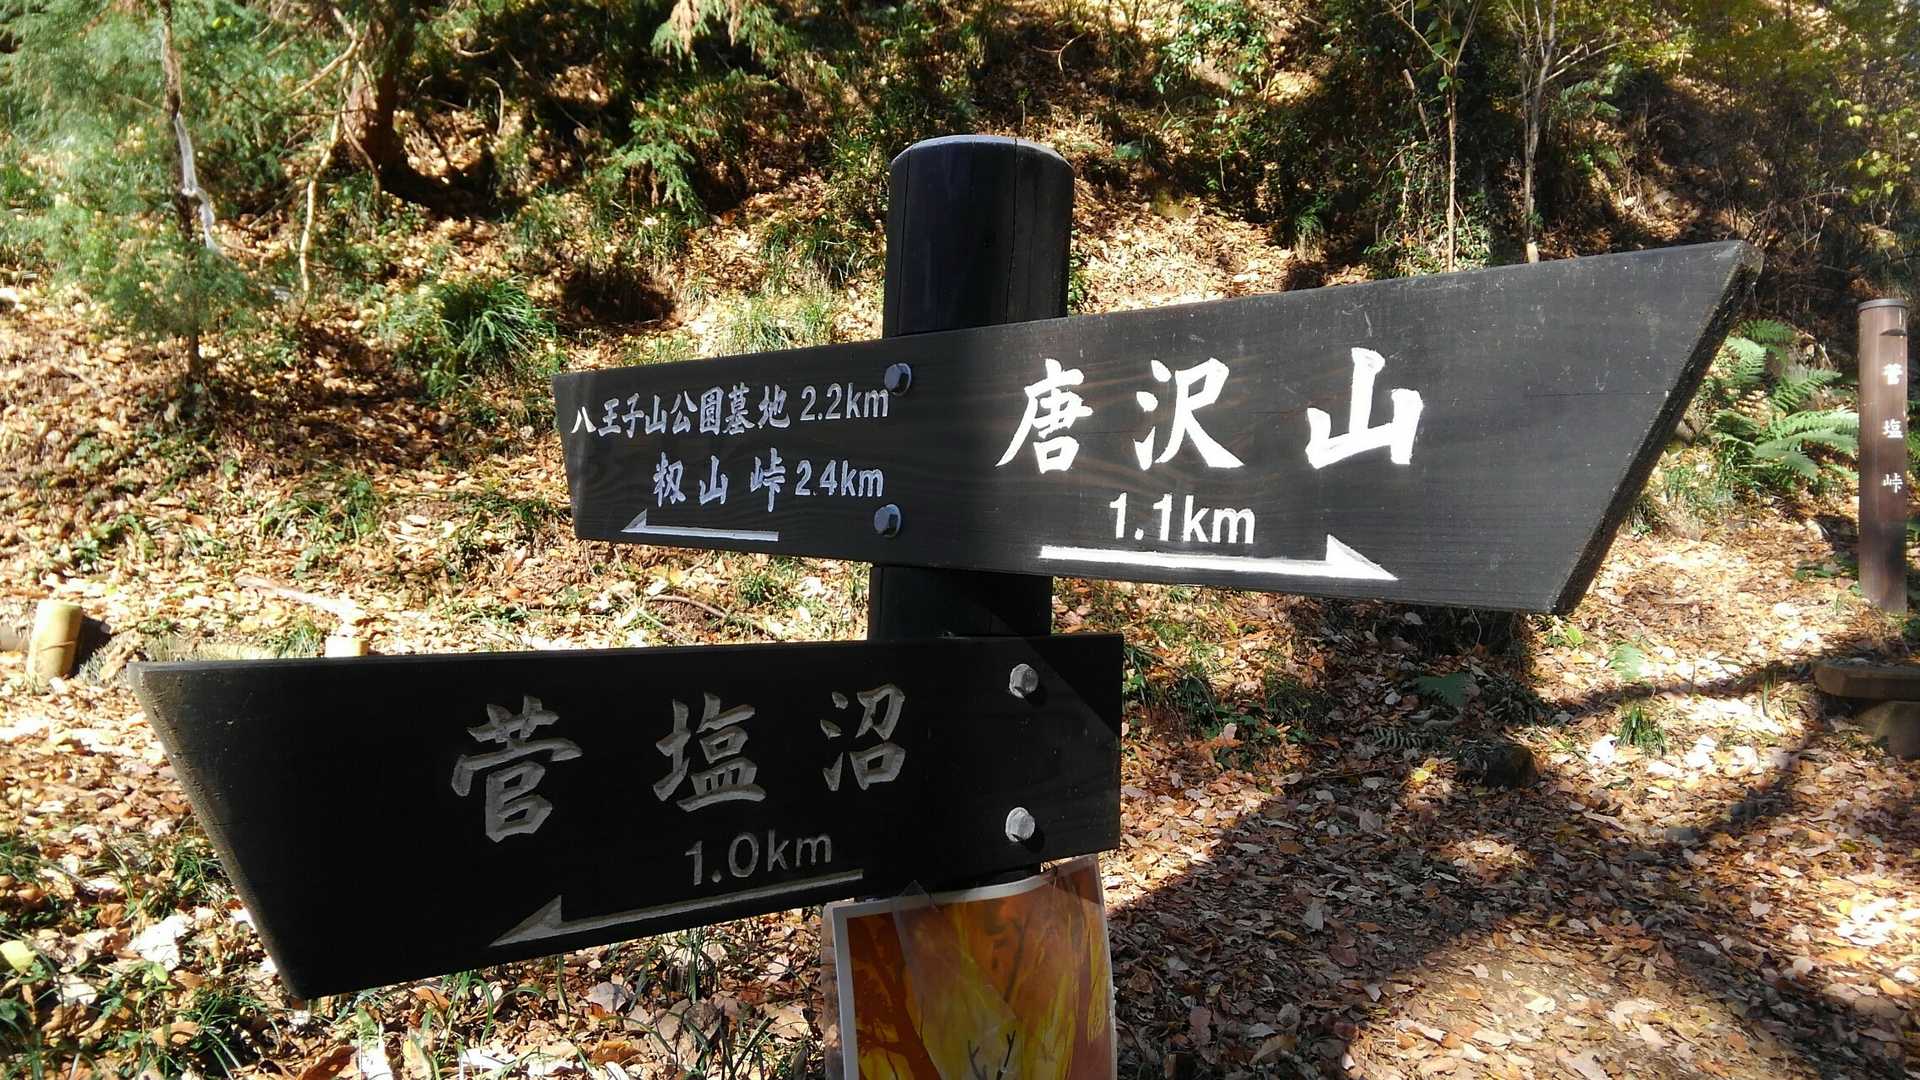 八王子山公園墓地 2.2km
籾山峠 2.4km
唐沢山
1.1km
菅塩沼
1.0km
菅塩峠